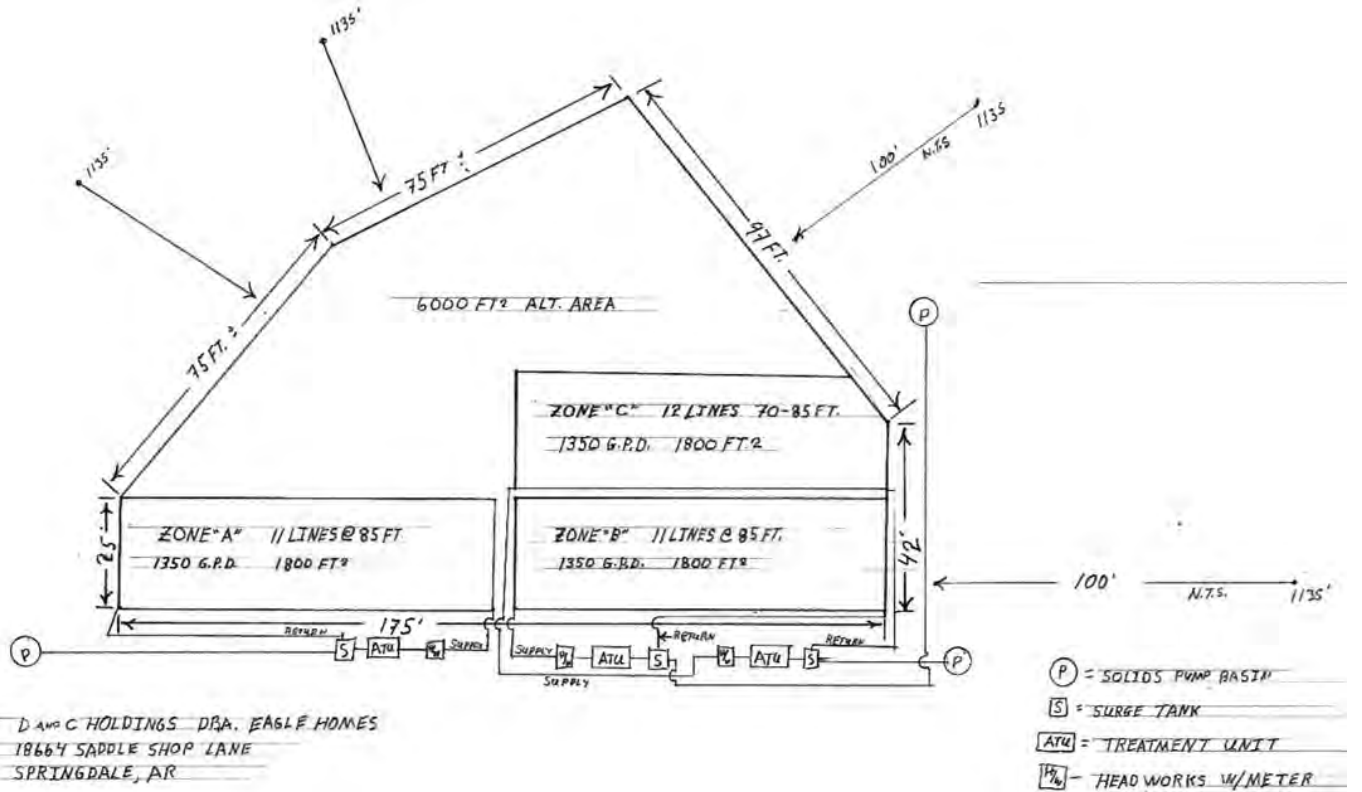 1135'
1135'
1135
100'
N.T.S
75 FT ±
97 FT.
75 FT. ±
6000 FT² ALT. AREA
P
ZONE "C" 12 LINES 70-85 FT.
1350 G.P.D. 1800 FT.2
ZONE "A" 11 LINES @ 85 FT
1350 G.P.D. 1800 FT²
ZONE "B" 11 LINES @ 85 FT.
1350 G.P.D. 1800 FT²
25'
42'
100'
N.T.S.
1135'
175'
RETURN
RETURN
RETURN
P
S
ATU
H/W
SUPPLY
SUPPLY
H/W
ATU
S
H/W
ATU
S
P
SUPPLY
P = SOLIDS PUMP BASIN
S = SURGE TANK
ATU = TREATMENT UNIT
H/W - HEAD WORKS W/METER
D AND C HOLDINGS DBA. EAGLE HOMES
18664 SADDLE SHOP LANE
SPRINGDALE, AR